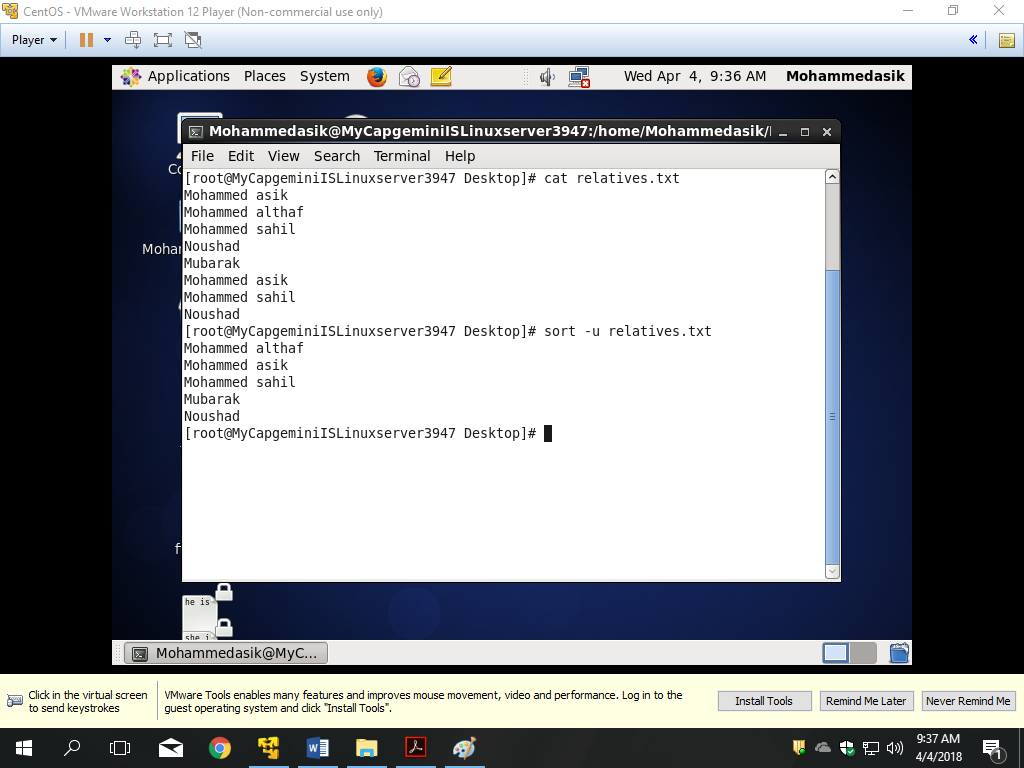 CentOS - VMware Workstation 12 Player (Non-commercial use only)
Player
Applications Places System Wed Apr 4, 9:36 AM Mohammedasik
Mohammedasik@MyCapgeminiISLinuxserver3947:/home/Mohammedasik/
File Edit View Search Terminal Help
[root@MyCapgeminiISLinuxserver3947 Desktop]# cat relatives.txt
Mohammed asik
Mohammed althaf
Mohammed sahil
Noushad
Mubarak
Mohammed asik
Mohammed sahil
Noushad
[root@MyCapgeminiISLinuxserver3947 Desktop]# sort -u relatives.txt
Mohammed althaf
Mohammed asik
Mohammed sahil
Mubarak
Noushad
[root@MyCapgeminiISLinuxserver3947 Desktop]#
he is
she i
Mohammedasik@MyC...
Click in the virtual screen
to send keystrokes
VMware Tools enables many features and improves mouse movement, video and performance. Log in to the
guest operating system and click "Install Tools".
Install Tools
Remind Me Later
Never Remind Me
9:37 AM
4/4/2018
1